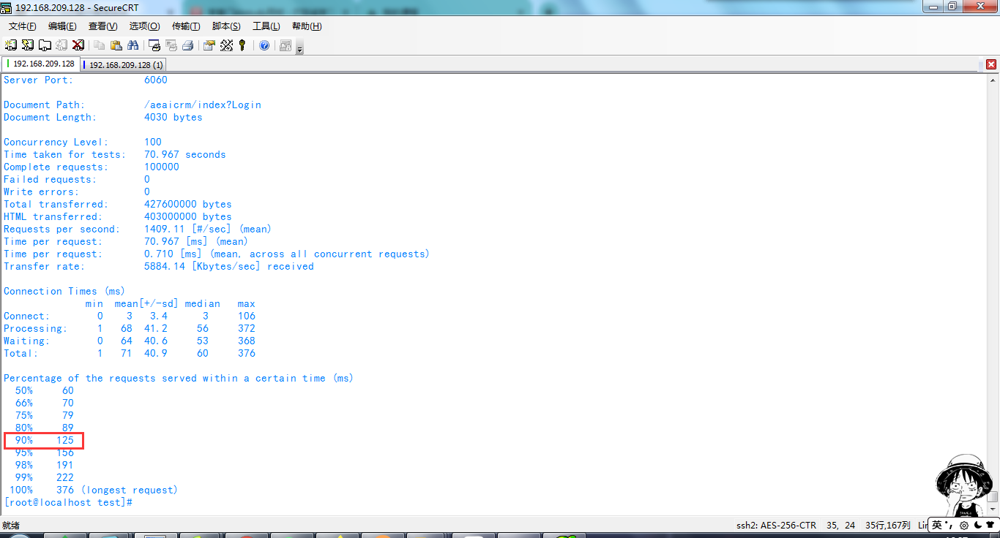 192.168.209.128 - SecureCRT
文件(F) 编辑(E) 查看(V) 选项(O) 传输(T) 脚本(S) 工具(L) 帮助(H)
192.168.209.128 192.168.209.128 (1)
Server Port: 6060
Document Path: /aeaicrm/index?Login
Document Length: 4030 bytes
Concurrency Level: 100
Time taken for tests: 70.967 seconds
Complete requests: 100000
Failed requests: 0
Write errors: 0
Total transferred: 427600000 bytes
HTML transferred: 403000000 bytes
Requests per second: 1409.11 [#/sec] (mean)
Time per request: 70.967 [ms] (mean)
Time per request: 0.710 [ms] (mean, across all concurrent requests)
Transfer rate: 5884.14 [Kbytes/sec] received
Connection Times (ms)
min mean[+/-sd] median max
Connect: 0 3 3.4 3 106
Processing: 1 68 41.2 56 372
Waiting: 0 64 40.6 53 368
Total: 1 71 40.9 60 376
Percentage of the requests served within a certain time (ms)
50% 60
66% 70
75% 79
80% 89
90% 125
95% 156
98% 191
99% 222
100% 376 (longest request)
[root@localhost test]#
就绪 ssh2: AES-256-CTR 35, 24 35行,167列 英